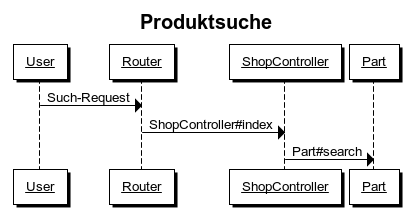 Produktsuche
User
Router
ShopController
Part
Such-Request
ShopController#index
Part#search
User
Router
ShopController
Part